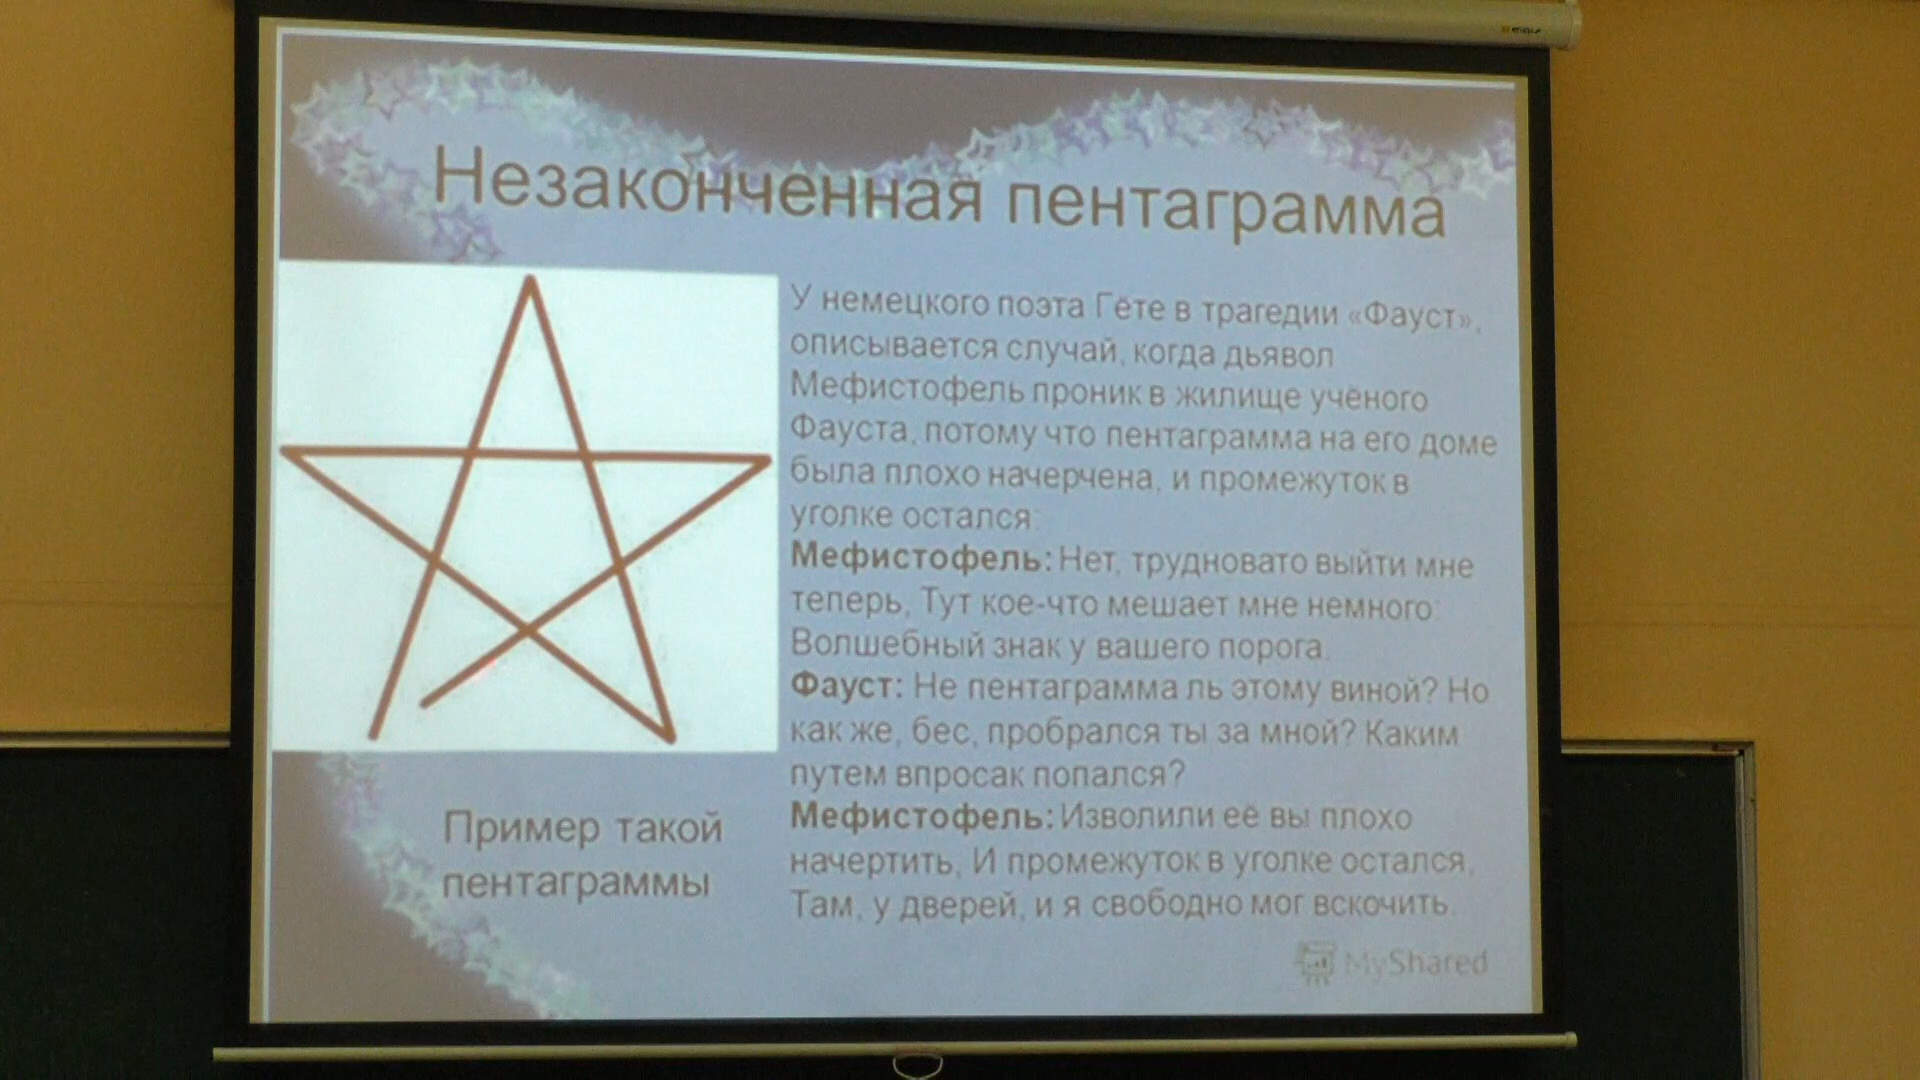 Незаконченная пентаграмма
У немецкого поэта Гёте в трагедии «Фауст»,
описывается случай, когда дьявол
Мефистофель проник в жилище учёного
Фауста, потому что пентаграмма на его доме
была плохо начерчена, и промежуток в
уголке остался:
Мефистофель: Нет, трудновато выйти мне
теперь, Тут кое-что мешает мне немного:
Волшебный знак у вашего порога.
Фауст: Не пентаграмма ль этому виной? Но
как же, бес, пробрался ты за мной? Каким
путем впросак попался?
Мефистофель: Изволили её вы плохо
начертить, И промежуток в уголке остался,
Там, у дверей, и я свободно мог вскочить.
Пример такой
пентаграммы
MyShared